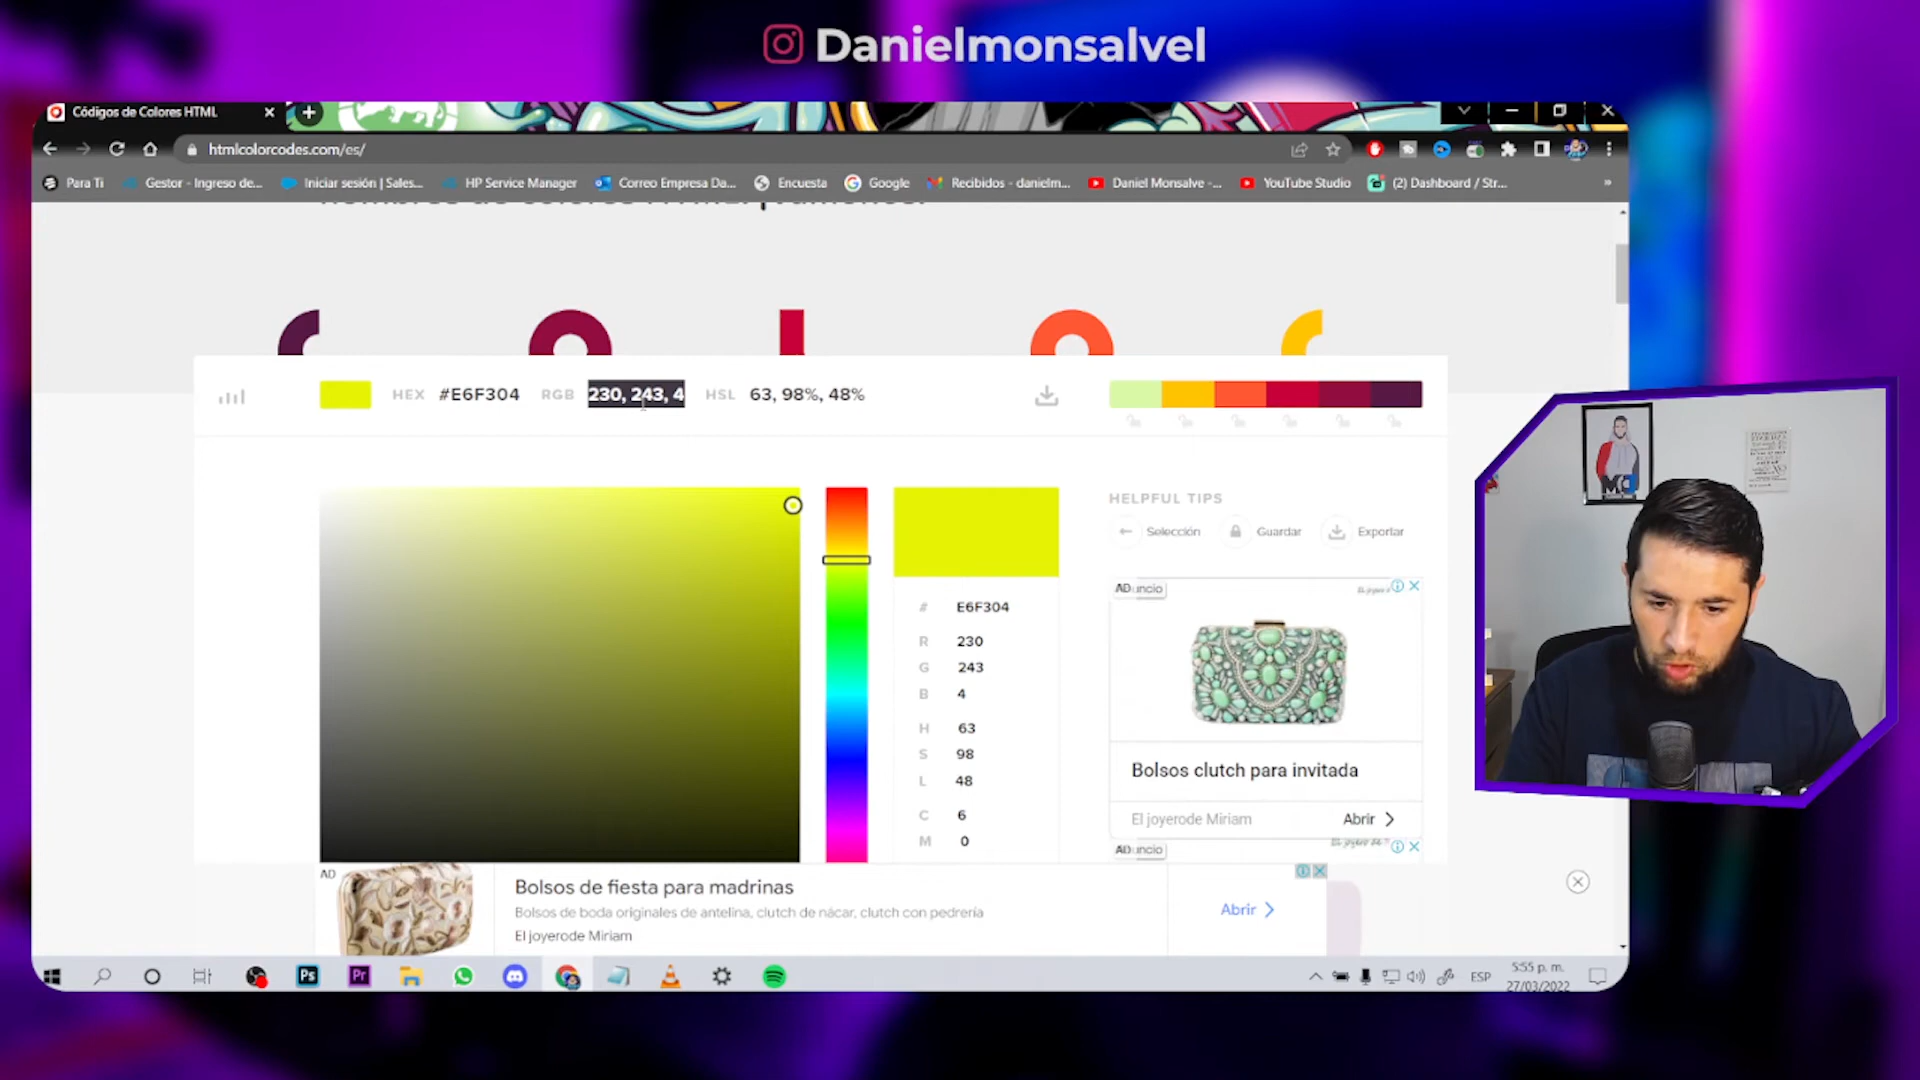 Danielmonsalvel
Códigos de Colores HTML
htmlcolorcodes.com/es/
Para Ti
Gestor - Ingreso de...
Iniciar sesión | Sales...
HP Service Manager
Correo Empresa Da...
Encuesta
Google
Recibidos - danielm...
Daniel Monsalve -...
YouTube Studio
(2) Dashboard / Str...
»
HEX #E6F304 RGB 230, 243, 4 HSL 63, 98%, 48%
HELPFUL TIPS
Selección
Guardar
Exportar
# E6F304
R 230
G 243
B 4
H 63
S 98
L 48
C 6
M 0
Bolsos clutch para invitada
El joyerode Miriam
Abrir
AD
Bolsos de fiesta para madrinas
Bolsos de boda originales de antelina, clutch de nácar, clutch con pedrería
El joyerode Miriam
Abrir
Ps
Pr
ESP
5:55 p. m.
27/03/2022